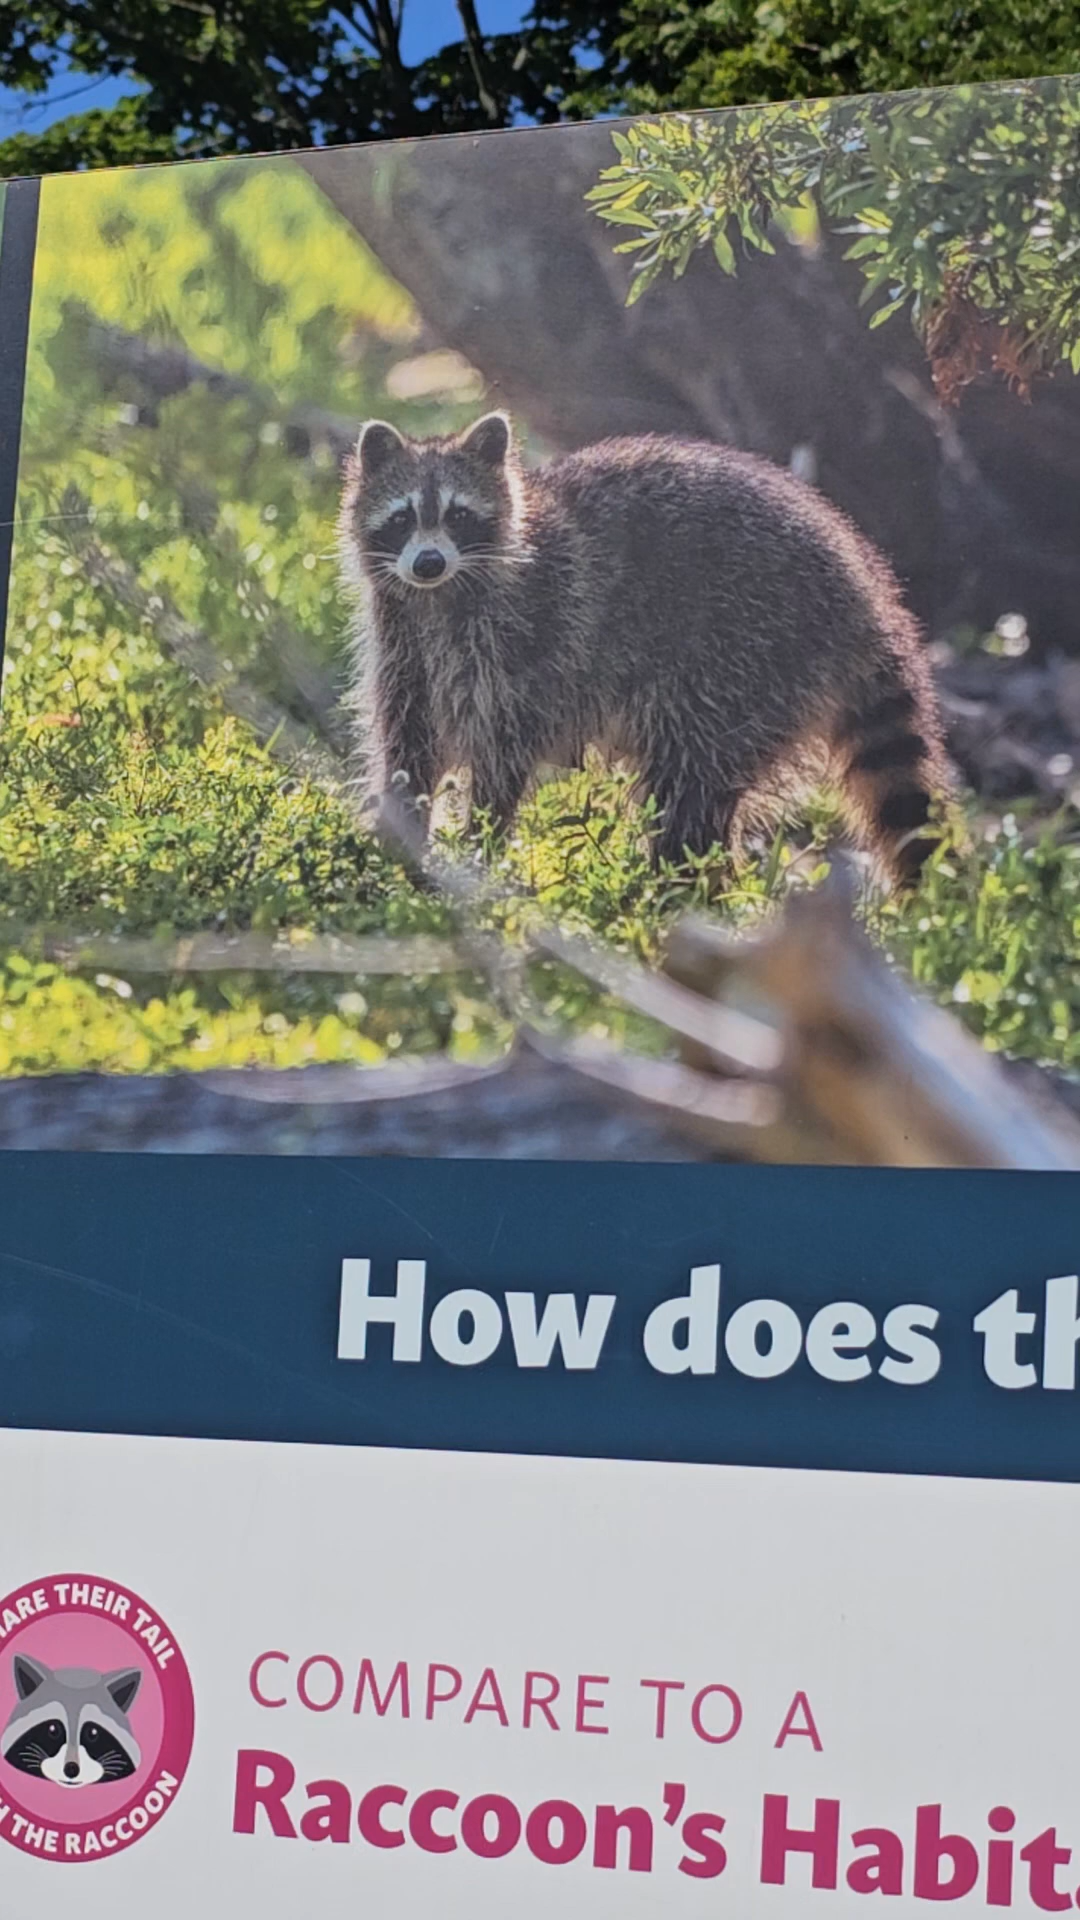 How does th
ARE THEIR TAIL
THE RACCOON
COMPARE TO A
Raccoon's Habit